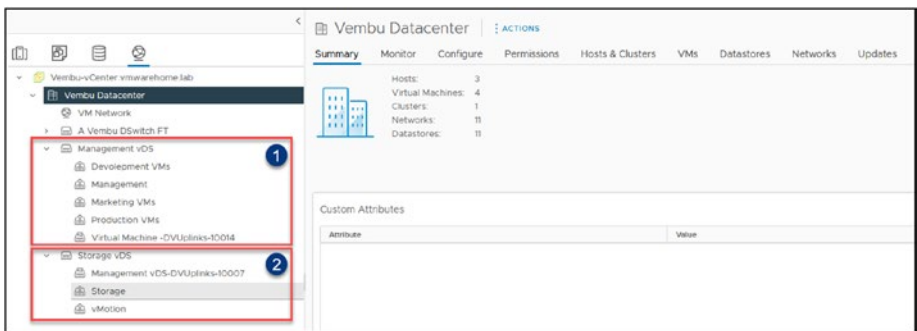 Vembu-vCenter.vmwarehome.lab
Vembu Datacenter
VM Network
A Vembu DSwitch FT
Management vDS
1
Devolepment VMs
Management
Marketing VMs
Production VMs
Virtual Machine -DVUplinks-10014
Storage vDS
2
Management vDS-DVUplinks-10007
Storage
vMotion
Vembu Datacenter
ACTIONS
Summary Monitor Configure Permissions Hosts & Clusters VMs Datastores Networks Updates
Hosts: 3
Virtual Machines: 4
Clusters: 1
Networks: 11
Datastores: 11
Custom Attributes
Attribute Value